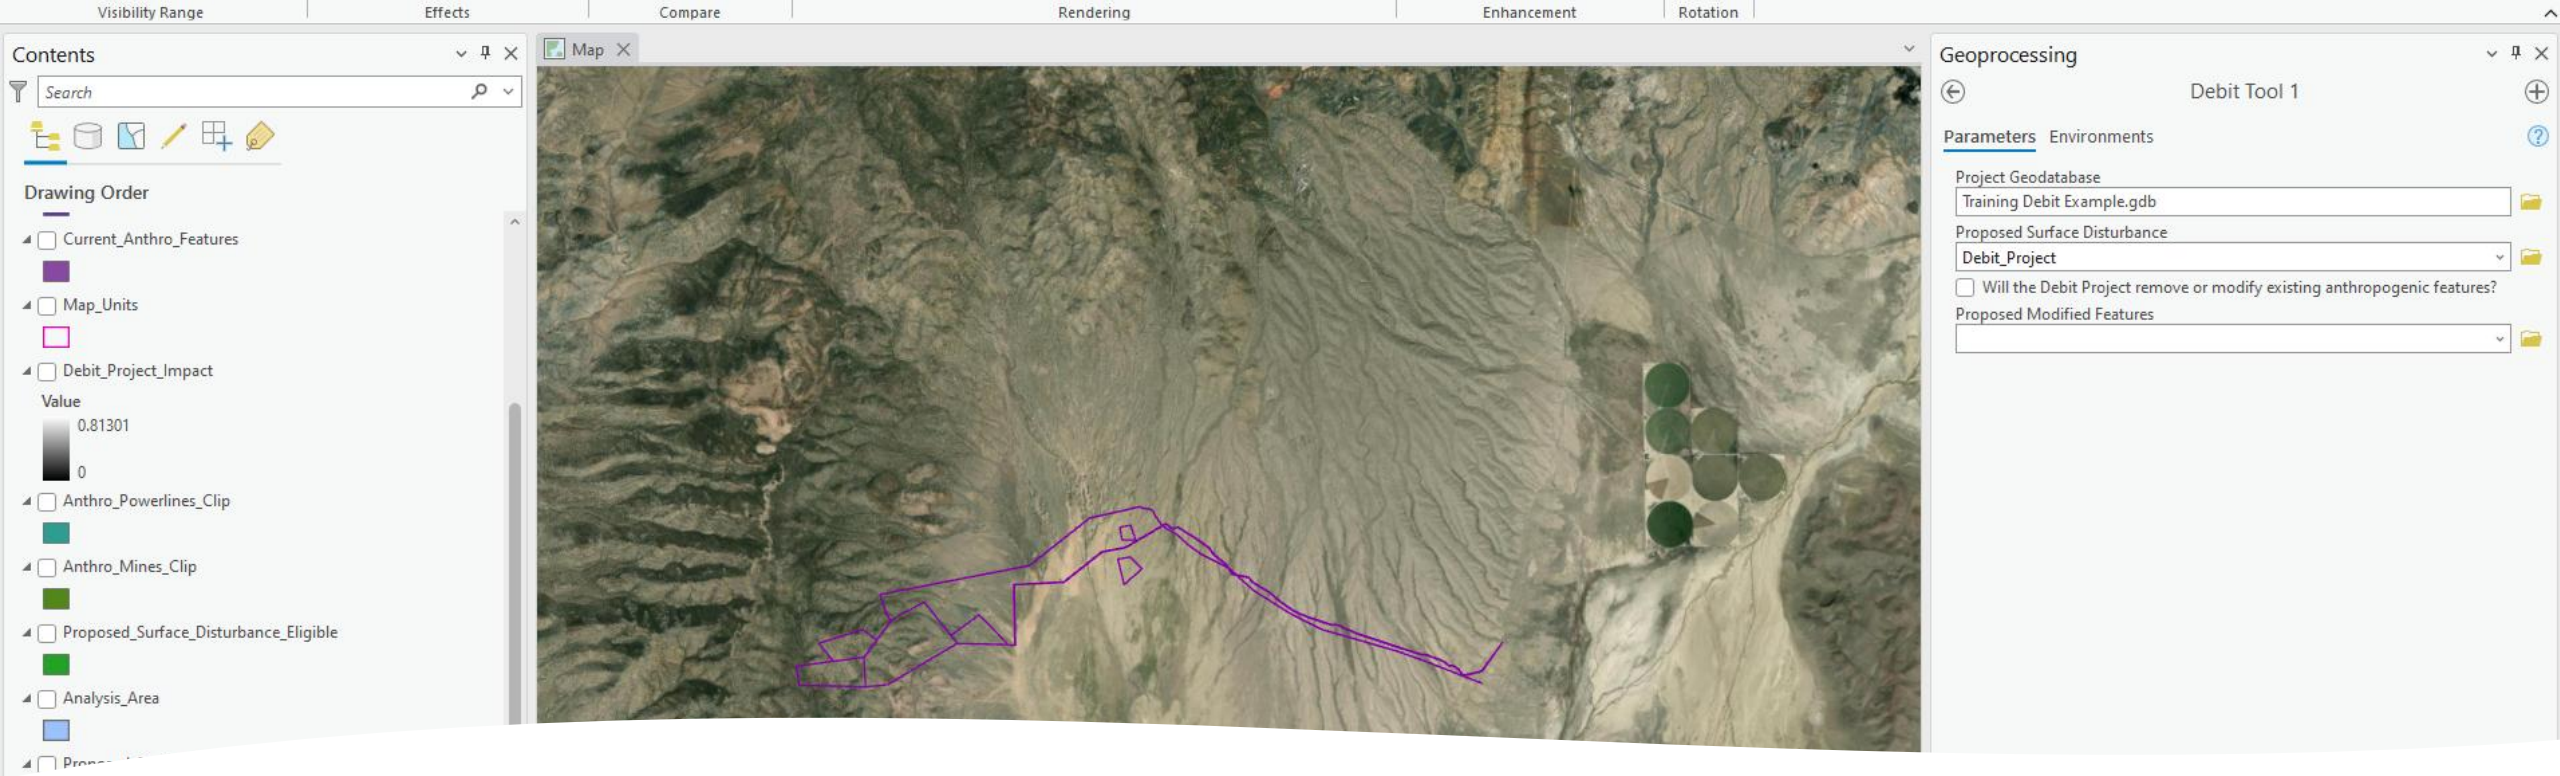 Visibility Range Effects Compare Rendering Enhancement Rotation
Contents
Search
Drawing Order
Current_Anthro_Features
Map_Units
Debit_Project_Impact
Value
0.81301
0
Anthro_Powerlines_Clip
Anthro_Mines_Clip
Proposed_Surface_Disturbance_Eligible
Analysis_Area
Map
Geoprocessing
Debit Tool 1
Parameters Environments
Project Geodatabase
Training Debit Example.gdb
Proposed Surface Disturbance
Debit_Project
Will the Debit Project remove or modify existing anthropogenic features?
Proposed Modified Features